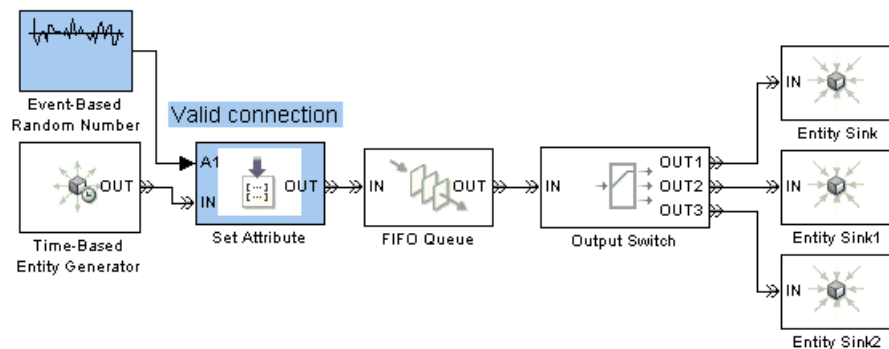 Event-Based
Random Number
Valid connection
A1
IN
OUT
Set Attribute
OUT
Time-Based
Entity Generator
IN
OUT
FIFO Queue
IN
OUT1
OUT2
OUT3
Output Switch
IN
Entity Sink
IN
Entity Sink1
IN
Entity Sink2